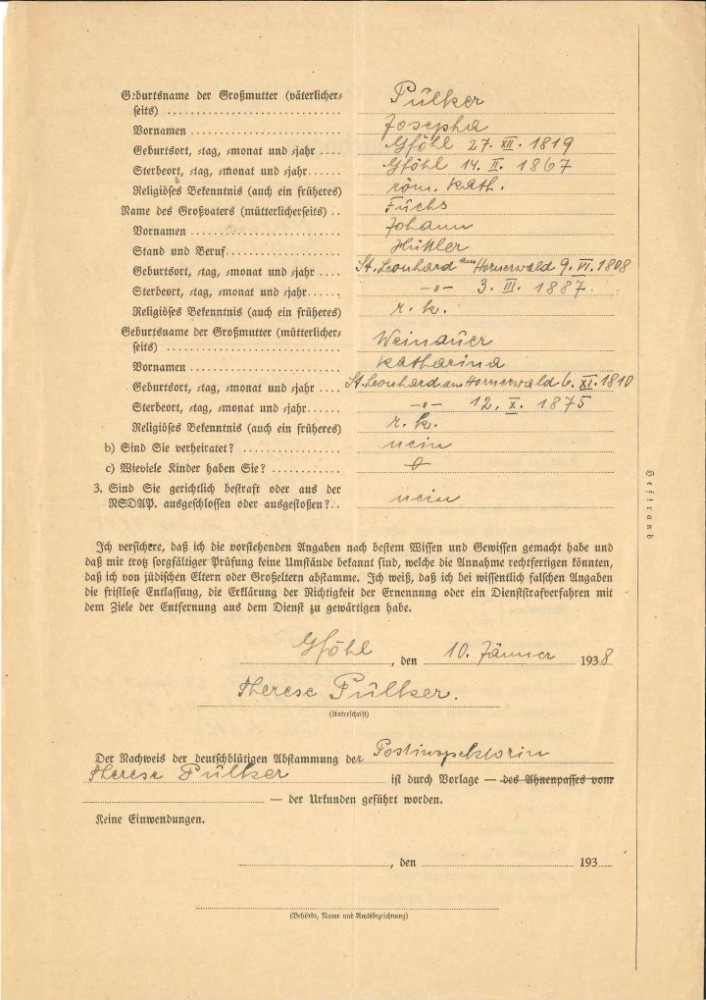 Geburtsname der Großmutter (väterlicher=
seits) .................... Pülker
Vornamen .................... Josepha
Geburtsort, =tag, =monat und =jahr .... Gföhl 27. XII. 1819
Sterbeort, =tag, =monat und =jahr...... Gföhl 14. II. 1867
Religiöses Bekenntnis (auch ein früheres) röm. kath.
Name des Großvaters (mütterlicherseits) .. Fuchs
Vornamen .................... Johann
Stand und Beruf.................... Hüttler
Geburtsort, =tag, =monat und =jahr .... St. Leonhard am Hornerwald 9. VI. 1808
Sterbeort, =tag, =monat und =jahr...... -"- 3. III. 1887.
Religiöses Bekenntnis (auch ein früheres) r. k.
Geburtsname der Großmutter (mütterlicher=
seits) .................... Weinauer
Vornamen .................... Katharina
Geburtsort, =tag, =monat und =jahr .... St. Leonhard am Hornerwald 6. XI. 1810
Sterbeort, =tag, =monat und =jahr...... -"- 12. X. 1875
Religiöses Bekenntnis (auch ein früheres) r. k.
b) Sind Sie verheiratet? .................... nein
c) Wieviele Kinder haben Sie? ........... 0
3. Sind Sie gerichtlich bestraft oder aus der
NSDAP. ausgeschlossen oder ausgestoßen?.. nein
Heftrand
Ich versichere, daß ich die vorstehenden Angaben nach bestem Wissen und Gewissen gemacht habe und
daß mir trotz sorgfältiger Prüfung keine Umstände bekannt sind, welche die Annahme rechtfertigen könnten,
daß ich von jüdischen Eltern oder Großeltern abstamme. Ich weiß, daß ich bei wissentlich falschen Angaben
die fristlose Entlassung, die Erklärung der Nichtigkeit der Ernennung oder ein Dienststrafverfahren mit
dem Ziele der Entfernung aus dem Dienst zu gewärtigen habe.
Gföhl, den 10. Jänner 1938
Therese Pülker.
(Unterschrift)
Der Nachweis der deutschblütigen Abstammung der Postinspektorin
Therese Pülker ist durch Vorlage — des Ahnenpasses vom
— der Urkunden geführt worden.
Keine Einwendungen.
, den 193
(Behörde, Name und Amtsbezeichnung)